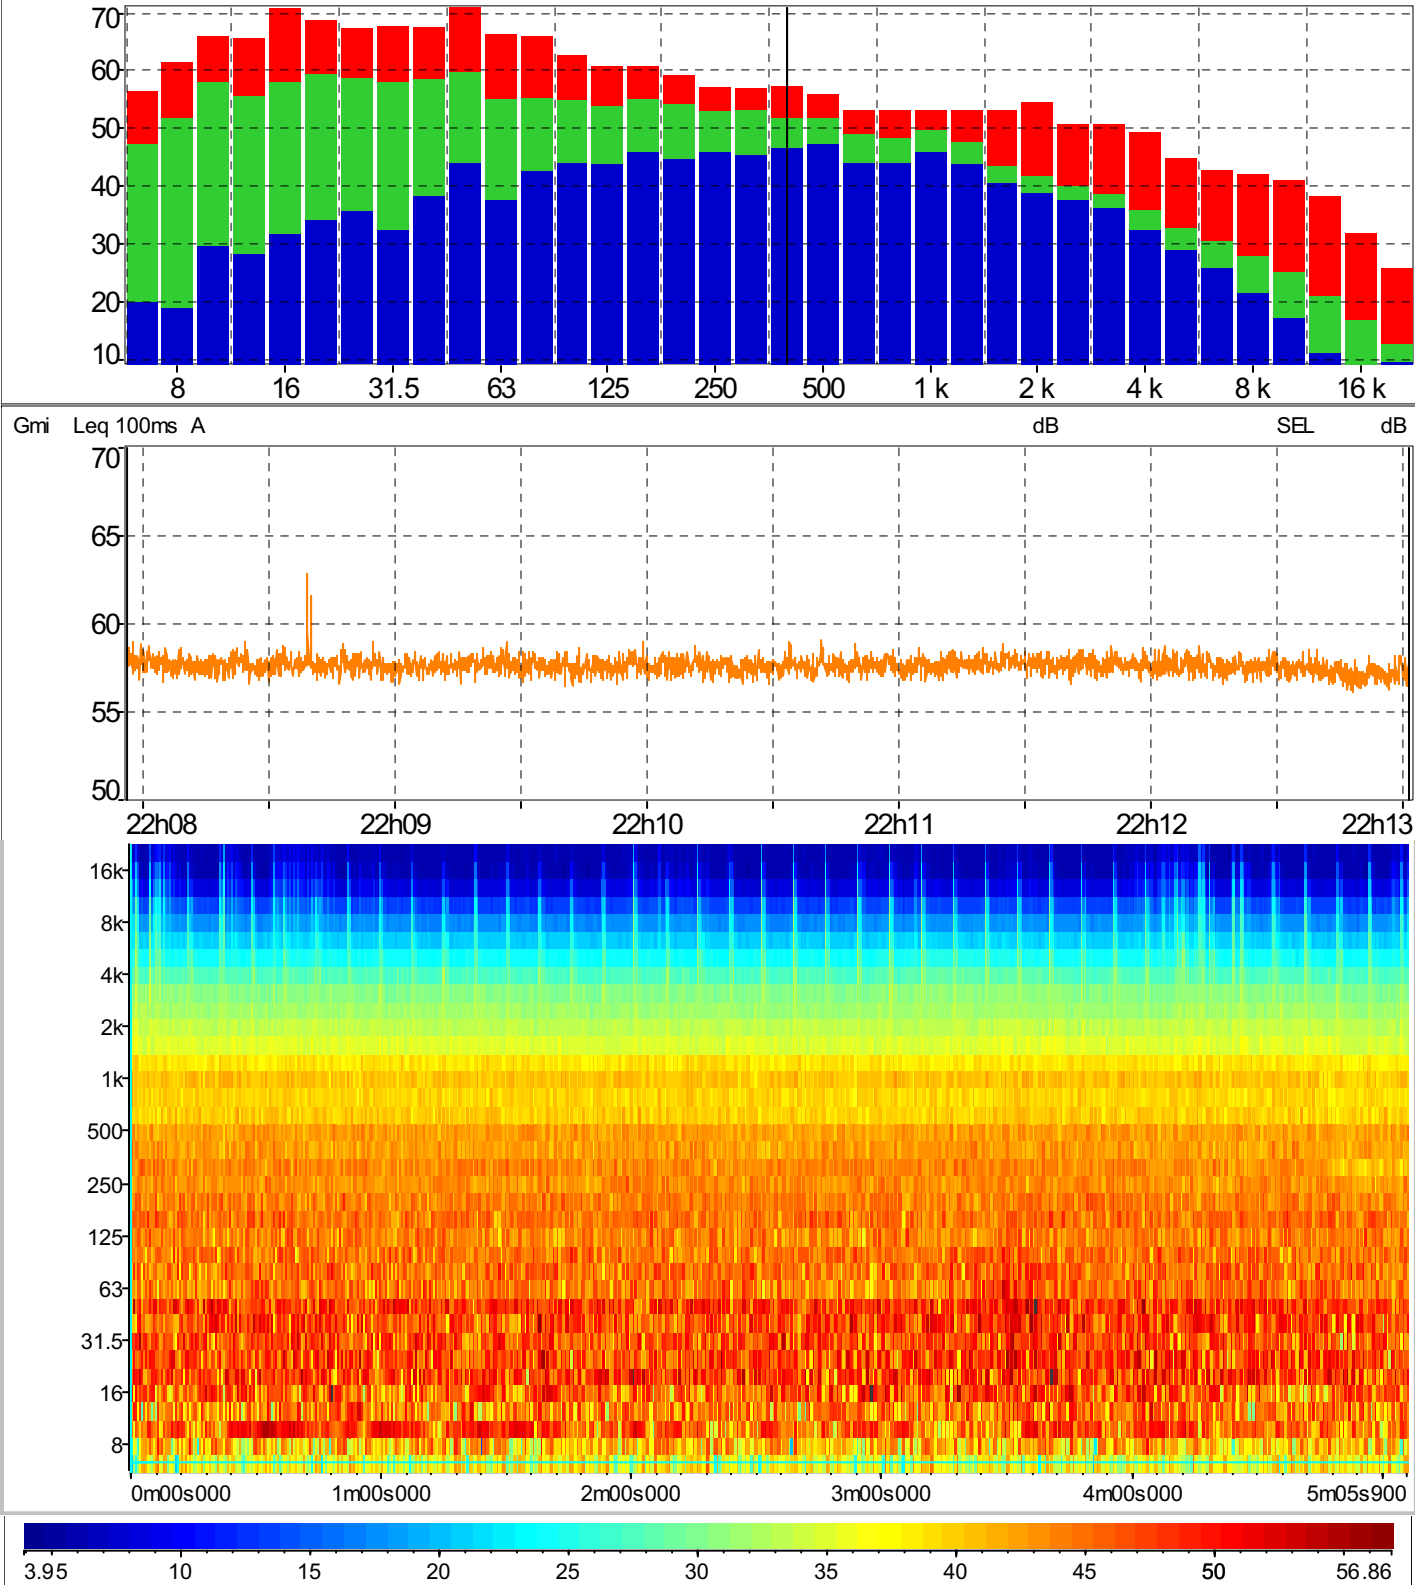 70
60
50
40
30
20
10
8 16 31.5 63 125 250 500 1 k 2 k 4 k 8 k 16 k
Gmi Leq 100ms A dB SEL dB
70
65
60
55
50
22h08 22h09 22h10 22h11 22h12 22h13
16k
8k
4k
2k
1k
500
250
125
63
31.5
16
8
0m00s000 1m00s000 2m00s000 3m00s000 4m00s000 5m05s900
3.95 10 15 20 25 30 35 40 45 50 56.86